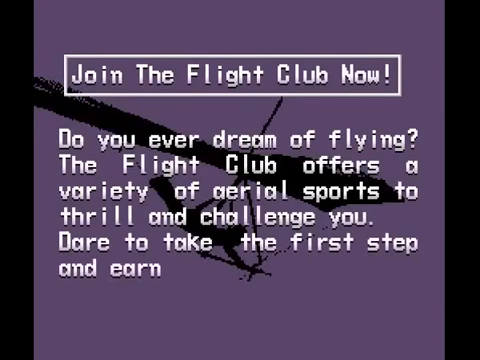 Join The Flight Club Now!
Do you ever dream of flying?
The Flight Club offers a
variety of aerial sports to
thrill and challenge you.
Dare to take the first step
and earn